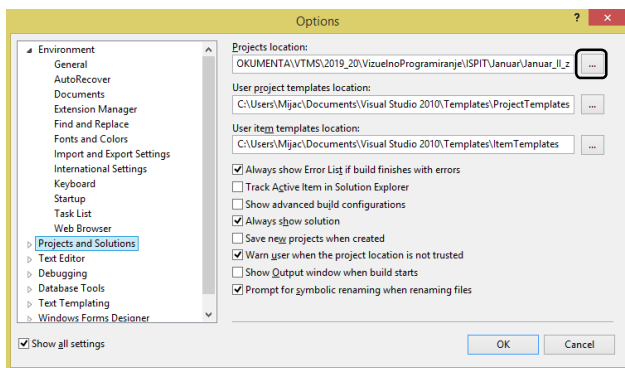 Options
?
Environment
General
AutoRecover
Documents
Extension Manager
Find and Replace
Fonts and Colors
Import and Export Settings
International Settings
Keyboard
Startup
Task List
Web Browser
Projects and Solutions
Text Editor
Debugging
Database Tools
Text Templating
Windows Forms Designer
Show all settings
Projects location:
OKUMENTA\VTMS\2019_20\VizuelnoProgramiranje\ISPIT\Januar\Januar_II_z
...
User project templates location:
C:\Users\Mijac\Documents\Visual Studio 2010\Templates\ProjectTemplates
...
User item templates location:
C:\Users\Mijac\Documents\Visual Studio 2010\Templates\ItemTemplates
...
Always show Error List if build finishes with errors
Track Active Item in Solution Explorer
Show advanced build configurations
Always show solution
Save new projects when created
Warn user when the project location is not trusted
Show Output window when build starts
Prompt for symbolic renaming when renaming files
OK
Cancel